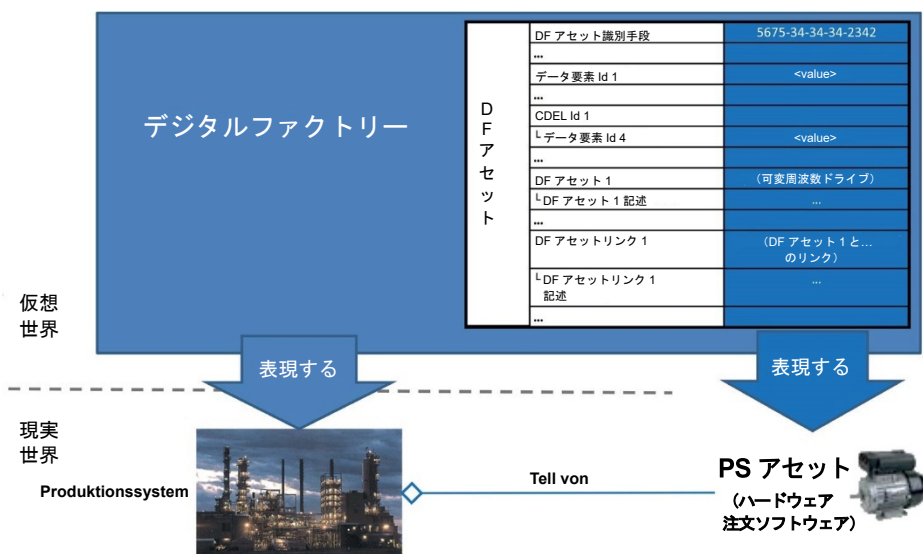 デジタルファクトリー
DFアセット
DF アセット識別手段
5675-34-34-34-2342
...
データ要素 Id 1
<value>
...
CDEL Id 1
└ データ要素 Id 4
<value>
...
DF アセット 1
（可変周波数ドライブ）
└ DF アセット 1 記述
...
...
DF アセットリンク 1
（DF アセット 1 と...
のリンク）
└ DF アセットリンク 1
記述
...
...
仮想
世界
表現する
表現する
現実
世界
Produktionssystem
Tell von
PS アセット
（ハードウェア
注文ソフトウェア）